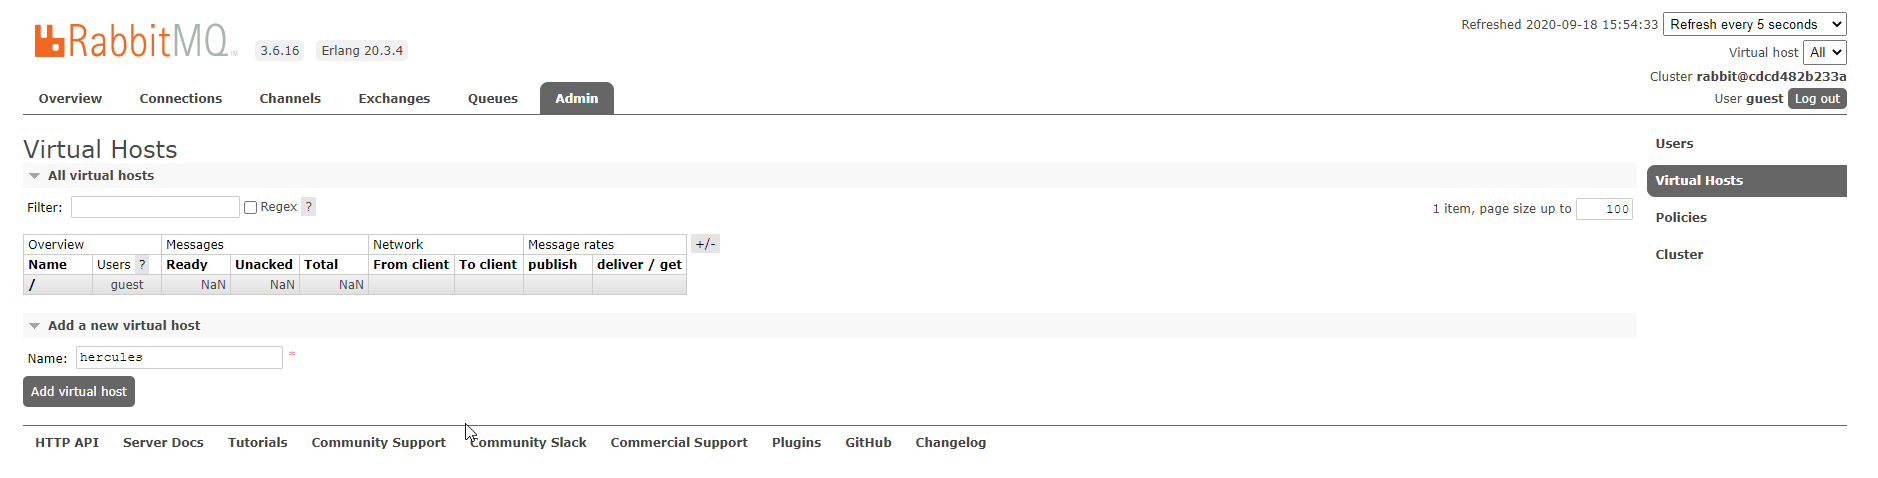 RabbitMQ TM 3.6.16 Erlang 20.3.4
Refreshed 2020-09-18 15:54:33 Refresh every 5 seconds
Virtual host All
Cluster rabbit@cdcd482b233a
User guest Log out
Overview Connections Channels Exchanges Queues Admin
Virtual Hosts
All virtual hosts
Filter: Regex ?
1 item, page size up to 100
Overview Messages Network Message rates +/-
Name Users ? Ready Unacked Total From client To client publish deliver / get
/ guest NaN NaN NaN
Add a new virtual host
Name: hercules *
Add virtual host
Users
Virtual Hosts
Policies
Cluster
HTTP API Server Docs Tutorials Community Support Community Slack Commercial Support Plugins GitHub Changelog